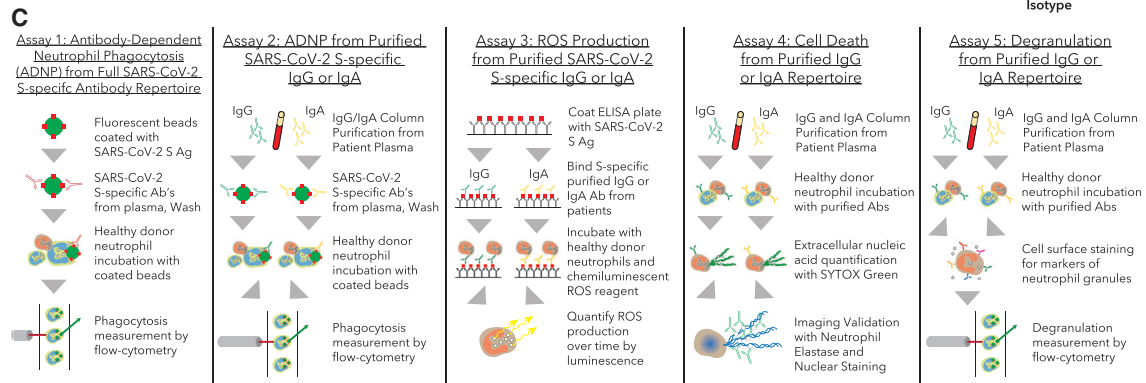 C
Isotype
Assay 1: Antibody-Dependent
Neutrophil Phagocytosis
(ADNP) from Full SARS-CoV-2
S-specifc Antibody Repertoire
Fluorescent beads
coated with
SARS-CoV-2 S Ag
SARS-CoV-2
S-specific Ab's
from plasma, Wash
Healthy donor
neutrophil
incubation with
coated beads
Phagocytosis
measurement by
flow-cytometry
Assay 2: ADNP from Purified
SARS-CoV-2 S-specific
IgG or IgA
IgG
IgA
IgG/IgA Column
Purification from
Patient Plasma
SARS-CoV-2
S-specific Ab's
from plasma, Wash
Healthy donor
neutrophil
incubation with
coated beads
Phagocytosis
measurement by
flow-cytometry
Assay 3: ROS Production
from Purified SARS-CoV-2
S-specific IgG or IgA
Coat ELISA plate
with SARS-CoV-2
S Ag
IgG
IgA
Bind S-specific
purified IgG or
IgA Ab from
patients
Incubate with
healthy donor
neutrophils and
chemiluminescent
ROS reagent
Quantify ROS
production
over time by
luminescence
Assay 4: Cell Death
from Purified IgG
or IgA Repertoire
IgG
IgA
IgG and IgA Column
Purification from
Patient Plasma
Healthy donor
neutrophil incubation
with purified Abs
Extracellular nucleic
acid quantification
with SYTOX Green
Imaging Validation
with Neutrophil
Elastase and
Nuclear Staining
Assay 5: Degranulation
from Purified IgG or
IgA Repertoire
IgG
IgA
IgG and IgA Column
Purification from
Patient Plasma
Healthy donor
neutrophil incubation
with purified Abs
Cell surface staining
for markers of
neutrophil granules
Degranulation
measurement by
flow-cytometry